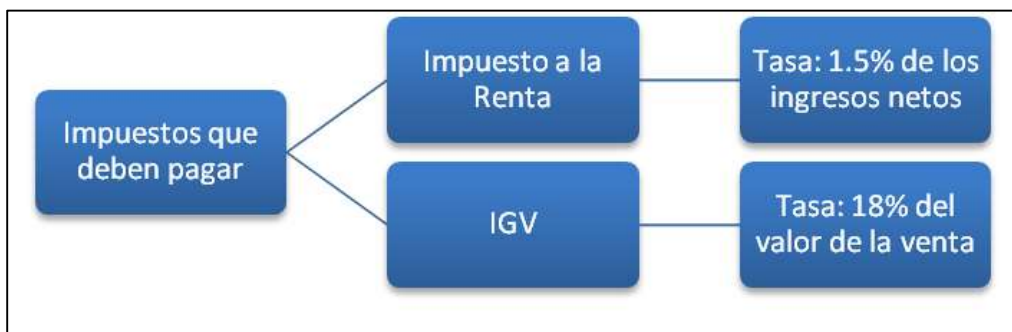 Impuestos que
deben pagar
Impuesto a la
Renta
Tasa: 1.5% de los
ingresos netos
IGV
Tasa: 18% del
valor de la venta